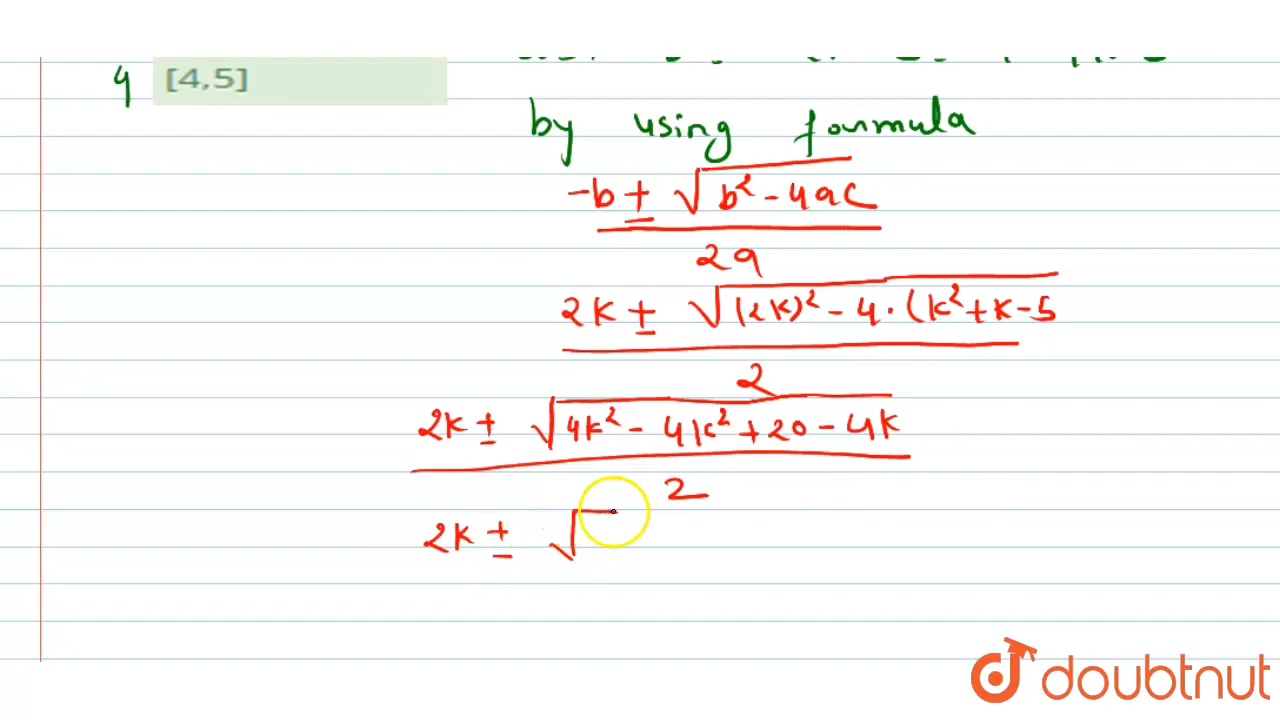 4 [4,5]
by using formula
-b ± √b² - 4ac
2a
2k ± √(2k)² - 4·(k²+k-5
2
2k ± √4k² - 4k² + 20 - 4k
2
2k ± √
doubtnut